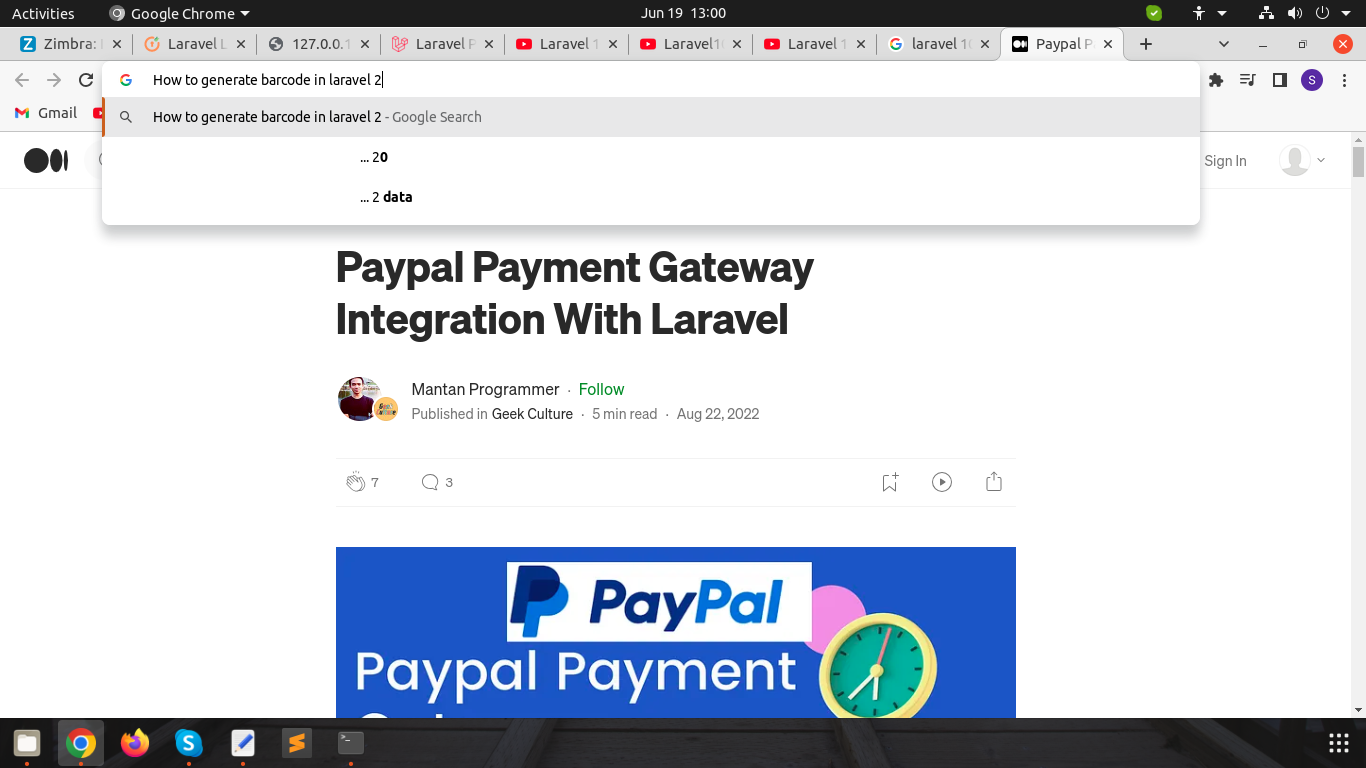 Activities
Google Chrome
Jun 19 13:00
Zimbra:
Laravel L
127.0.0.1
Laravel P
Laravel 1
Laravel10
Laravel 1
laravel 10
Paypal P
How to generate barcode in laravel 2
S
Gmail
How to generate barcode in laravel 2 - Google Search
... 20
... 2 data
Sign In
Paypal Payment Gateway
Integration With Laravel
Mantan Programmer · Follow
Published in Geek Culture · 5 min read · Aug 22, 2022
7
3
PayPal
Paypal Payment